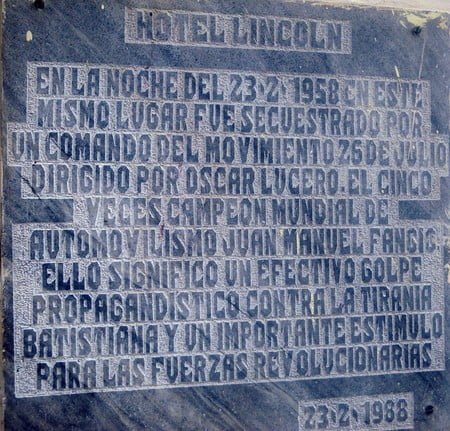 HOTEL LINCOLN
EN LA NOCHE DEL 23·2·1958 EN ESTE
MISMO LUGAR FUE SECUESTRADO POR
UN COMANDO DEL MOVIMIENTO 26 DE JULIO
DIRIGIDO POR OSCAR LUCERO. EL CINCO
VECES CAMPEON MUNDIAL DE
AUTOMOVILISMO JUAN MANUEL FANGIO
ELLO SIGNIFICO UN EFECTIVO GOLPE
PROPAGANDISTICO CONTRA LA TIRANIA
BATISTIANA Y UN IMPORTANTE ESTIMULO
PARA LAS FUERZAS REVOLUCIONARIAS
23·2·1988